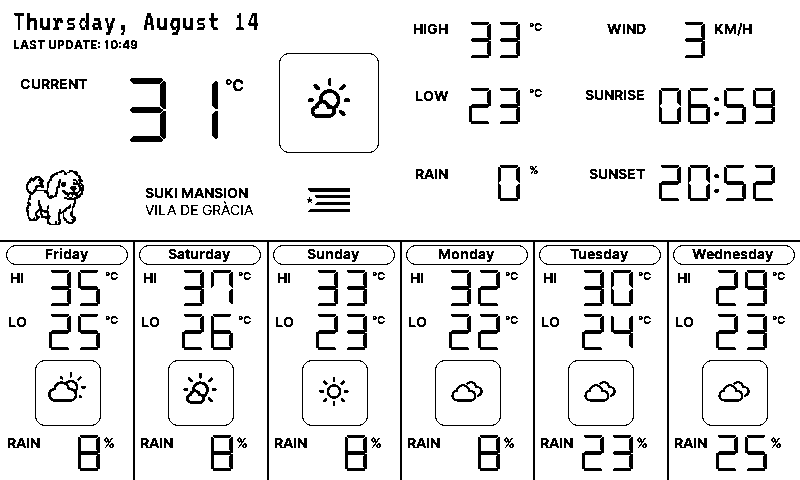 Thursday, August 14
LAST UPDATE: 10:49
CURRENT 31 °C
HIGH 33 °C
LOW 23 °C
RAIN 0 %
WIND 3 KM/H
SUNRISE 06:59
SUNSET 20:52
SUKI MANSION
VILA DE GRÀCIA
Friday
HI 35 °C
LO 25 °C
RAIN 8 %
Saturday
HI 37 °C
LO 26 °C
RAIN 8 %
Sunday
HI 33 °C
LO 23 °C
RAIN 8 %
Monday
HI 32 °C
LO 22 °C
RAIN 8 %
Tuesday
HI 30 °C
LO 24 °C
RAIN 23 %
Wednesday
HI 29 °C
LO 23 °C
RAIN 25 %